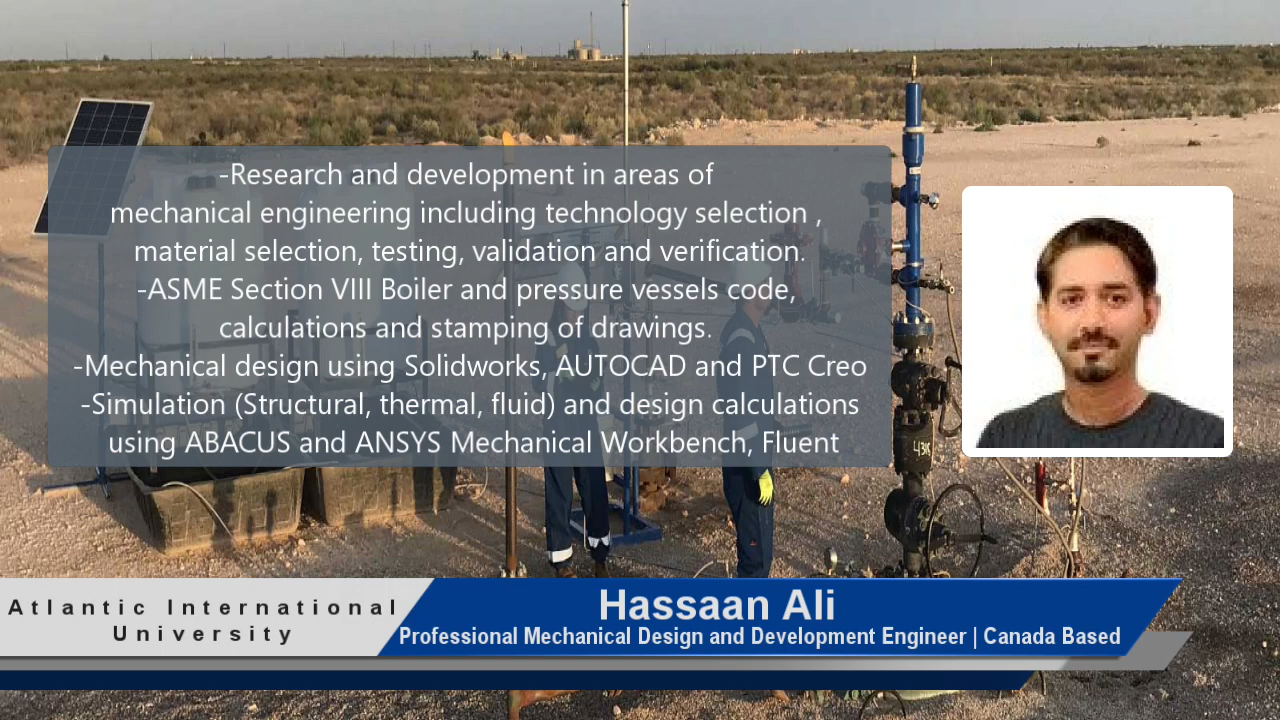 -Research and development in areas of
mechanical engineering including technology selection ,
material selection, testing, validation and verification.
-ASME Section VIII Boiler and pressure vessels code,
calculations and stamping of drawings.
-Mechanical design using Solidworks, AUTOCAD and PTC Creo
-Simulation (Structural, thermal, fluid) and design calculations
using ABACUS and ANSYS Mechanical Workbench, Fluent
Atlantic International
University
Hassaan Ali
Professional Mechanical Design and Development Engineer | Canada Based